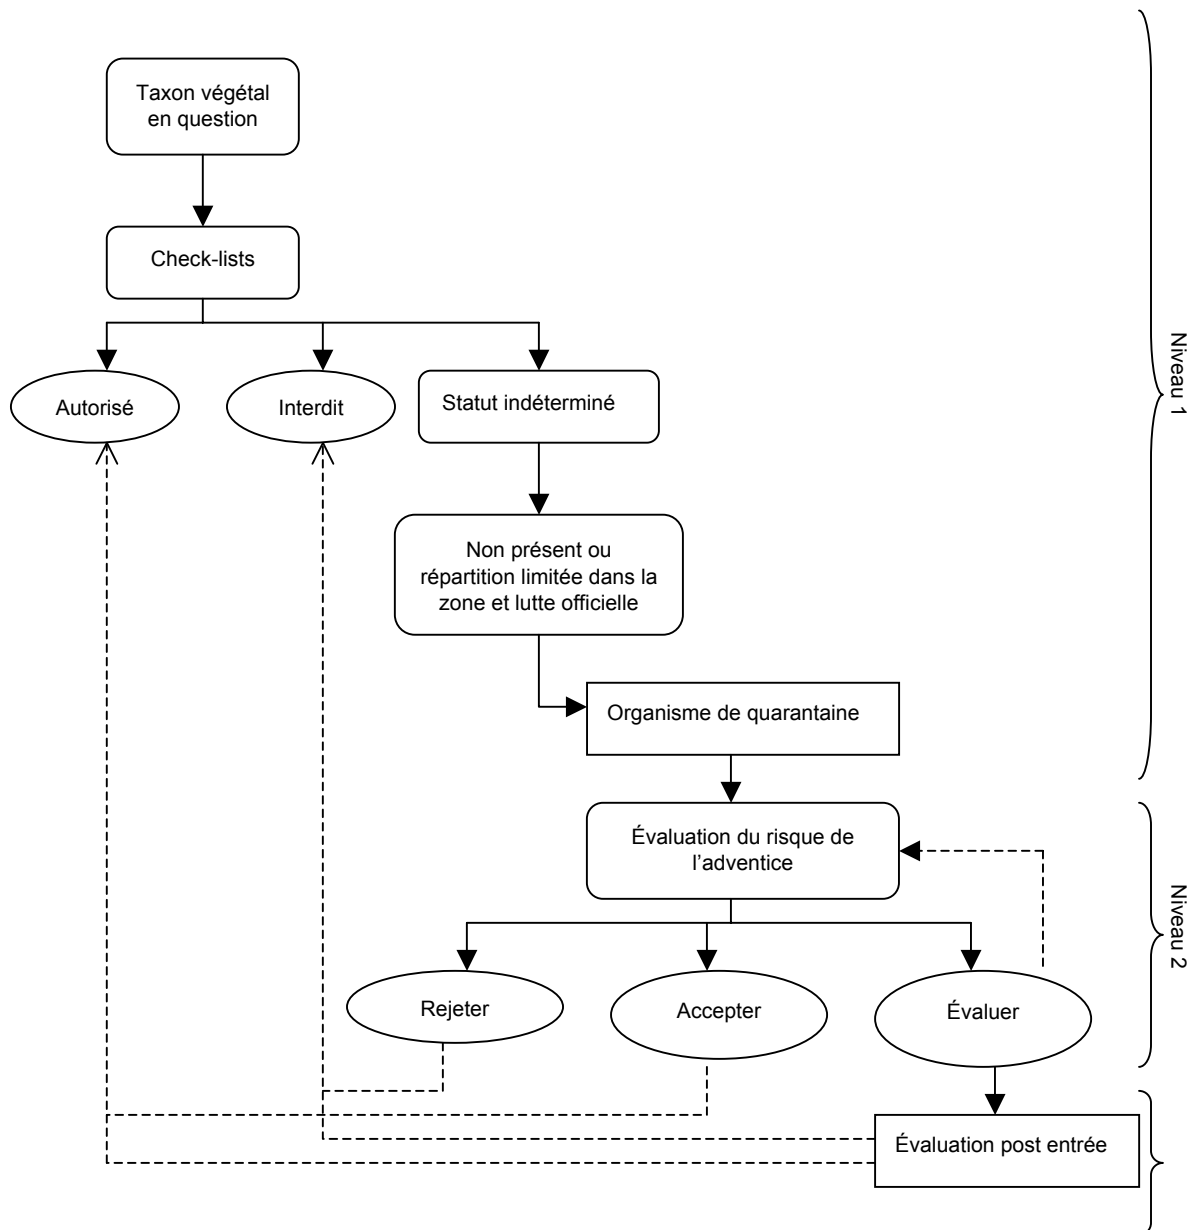 Taxon végétal
en question
Check-lists
Autorisé
Interdit
Statut indéterminé
Non présent ou
répartition limitée dans la
zone et lutte officielle
Organisme de quarantaine
Niveau 1
Évaluation du risque de
l'adventice
Rejeter
Accepter
Évaluer
Niveau 2
Évaluation post entrée